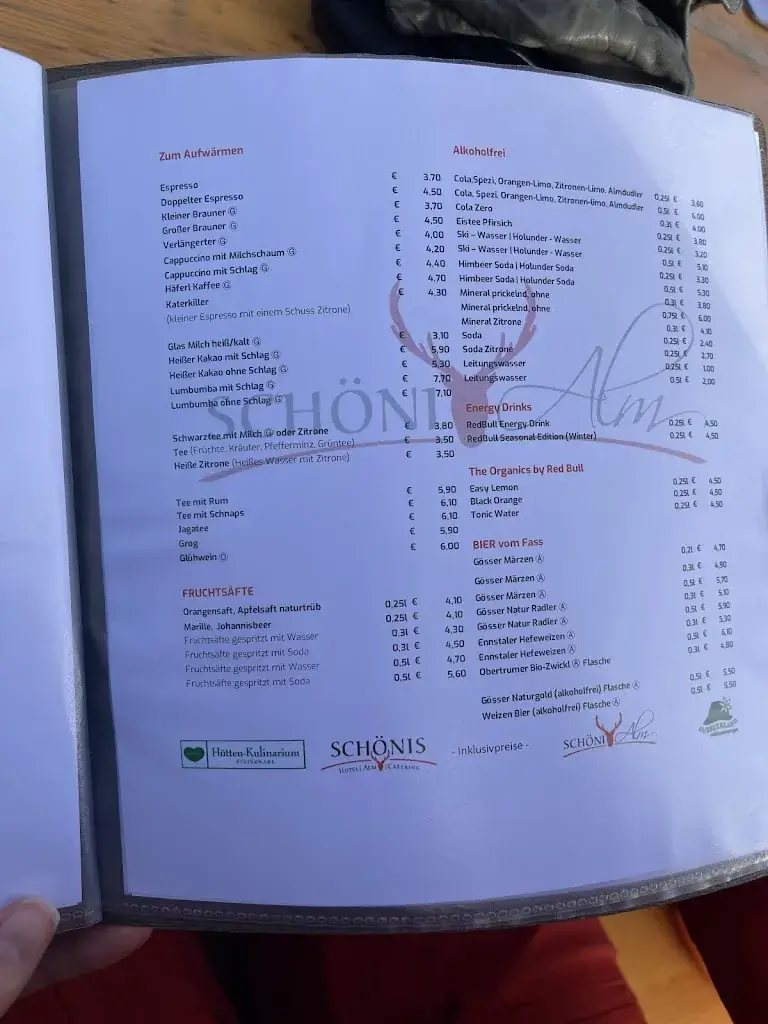 Zum Aufwärmen
Espresso € 3,70
Doppelter Espresso € 4,50
Kleiner Brauner Ⓖ € 3,70
Großer Brauner Ⓖ € 4,50
Verlängerter Ⓖ € 4,00
Cappuccino mit Milchschaum Ⓖ € 4,20
Cappuccino mit Schlag Ⓖ € 4,40
Häferl Kaffee Ⓖ € 4,70
Katerkiller € 4,30
(kleiner Espresso mit einem Schuss Zitrone)
Glas Milch heiß/kalt Ⓖ € 3,10
Heißer Kakao mit Schlag Ⓖ € 5,90
Heißer Kakao ohne Schlag Ⓖ € 5,30
Lumbumba mit Schlag Ⓖ € 7,70
Lumbumba ohne Schlag Ⓖ € 7,10
Schwarztee mit Milch Ⓖ oder Zitrone € 3,80
Tee (Früchte, Kräuter, Pfefferminz, Grüntee) € 3,50
Heiße Zitrone (Heißes Wasser mit Zitrone) € 3,50
Tee mit Rum € 5,90
Tee mit Schnaps € 6,10
Jagatee € 6,10
Grog € 5,90
Glühwein Ⓞ € 6,00
FRUCHTSÄFTE
Orangensaft, Apfelsaft naturtrüb 0,25l € 4,10
Marille, Johannisbeer 0,25l € 4,10
Fruchtsäfte gespritzt mit Wasser 0,3l € 4,30
Fruchtsäfte gespritzt mit Soda 0,3l € 4,50
Fruchtsäfte gespritzt mit Wasser 0,5l € 4,70
Fruchtsäfte gespritzt mit Soda 0,5l € 5,60
Alkoholfrei
Cola,Spezi, Orangen-Limo, Zitronen-Limo, Almdudler 0,25l € 3,60
Cola, Spezi, Orangen-Limo, Zitronen-limo, Almdudler 0,5l € 6,00
Cola Zero 0,3l € 4,00
Eistee Pfirsich 0,25l € 3,80
Ski – Wasser | Holunder - Wasser 0,25l € 3,20
Ski – Wasser | Holunder - Wasser 0,5l € 5,10
Himbeer Soda | Holunder Soda 0,25l € 3,30
Himbeer Soda | Holunder Soda 0,5l € 5,30
Mineral prickelnd, ohne 0,3l € 3,80
Mineral prickelnd, ohne 0,75l € 6,00
Mineral Zitrone 0,3l € 4,10
Soda 0,25l € 2,40
Soda Zitrone 0,25l € 2,70
Leitungswasser 0,25l € 1,00
Leitungswasser 0,5l € 2,00
SCHÖNI Alm
Energy Drinks
RedBull Energy Drink 0,25l € 4,50
RedBull Seasonal Edition (Winter) 0,25l € 4,50
The Organics by Red Bull
Easy Lemon 0,25l € 4,50
Black Orange 0,25l € 4,50
Tonic Water 0,25l € 4,50
BIER vom Fass
Gösser Märzen Ⓐ 0,2l € 4,70
Gösser Märzen Ⓐ 0,3l € 4,90
Gösser Märzen Ⓐ 0,5l € 5,70
Gösser Natur Radler Ⓐ 0,3l € 5,10
Gösser Natur Radler Ⓐ 0,5l € 5,90
Ennstaler Hefeweizen Ⓐ 0,3l € 5,30
Ennstaler Hefeweizen Ⓐ 0,5l € 6,10
Obertrumer Bio-Zwickl Ⓐ Flasche 0,3l € 4,80
Gösser Naturgold (alkoholfrei) Flasche Ⓐ 0,5l € 5,50
Weizen Bier (alkoholfrei) Flasche Ⓐ 0,5l € 5,50
Hütten-Kulinarium
STEIERMARK
SCHÖNIS
HOTEL | ALM | CATERING
- Inklusivpreise -
SCHÖNI Alm